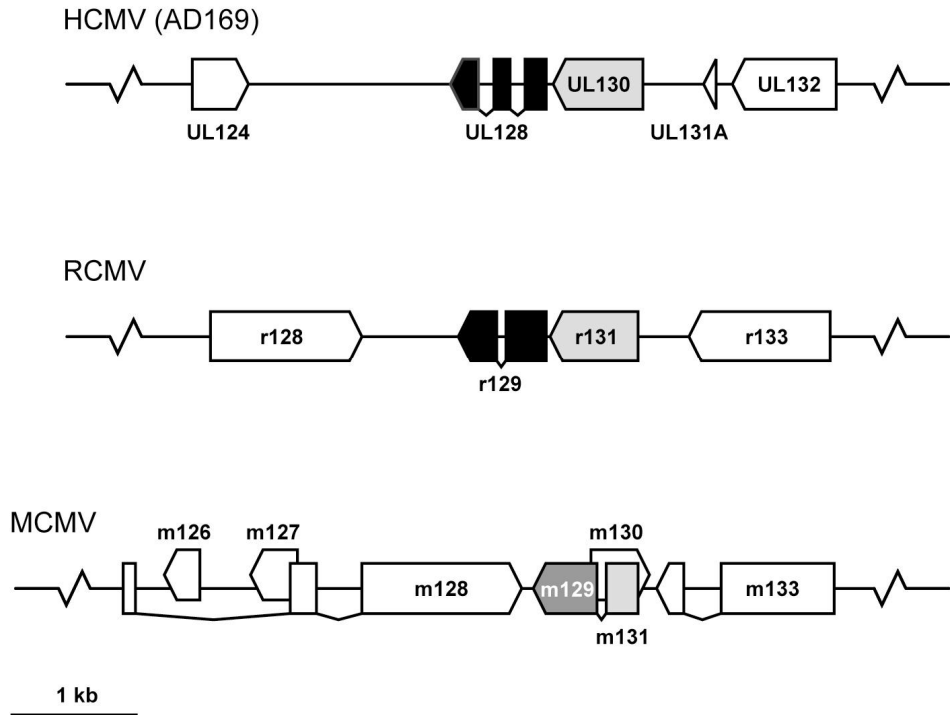 HCMV (AD169)
UL130 UL132
UL124 UL128 UL131A
RCMV
r128 r131 r133
r129
MCMV
m126 m127 m130
m128 m129 m133
m131
1 kb